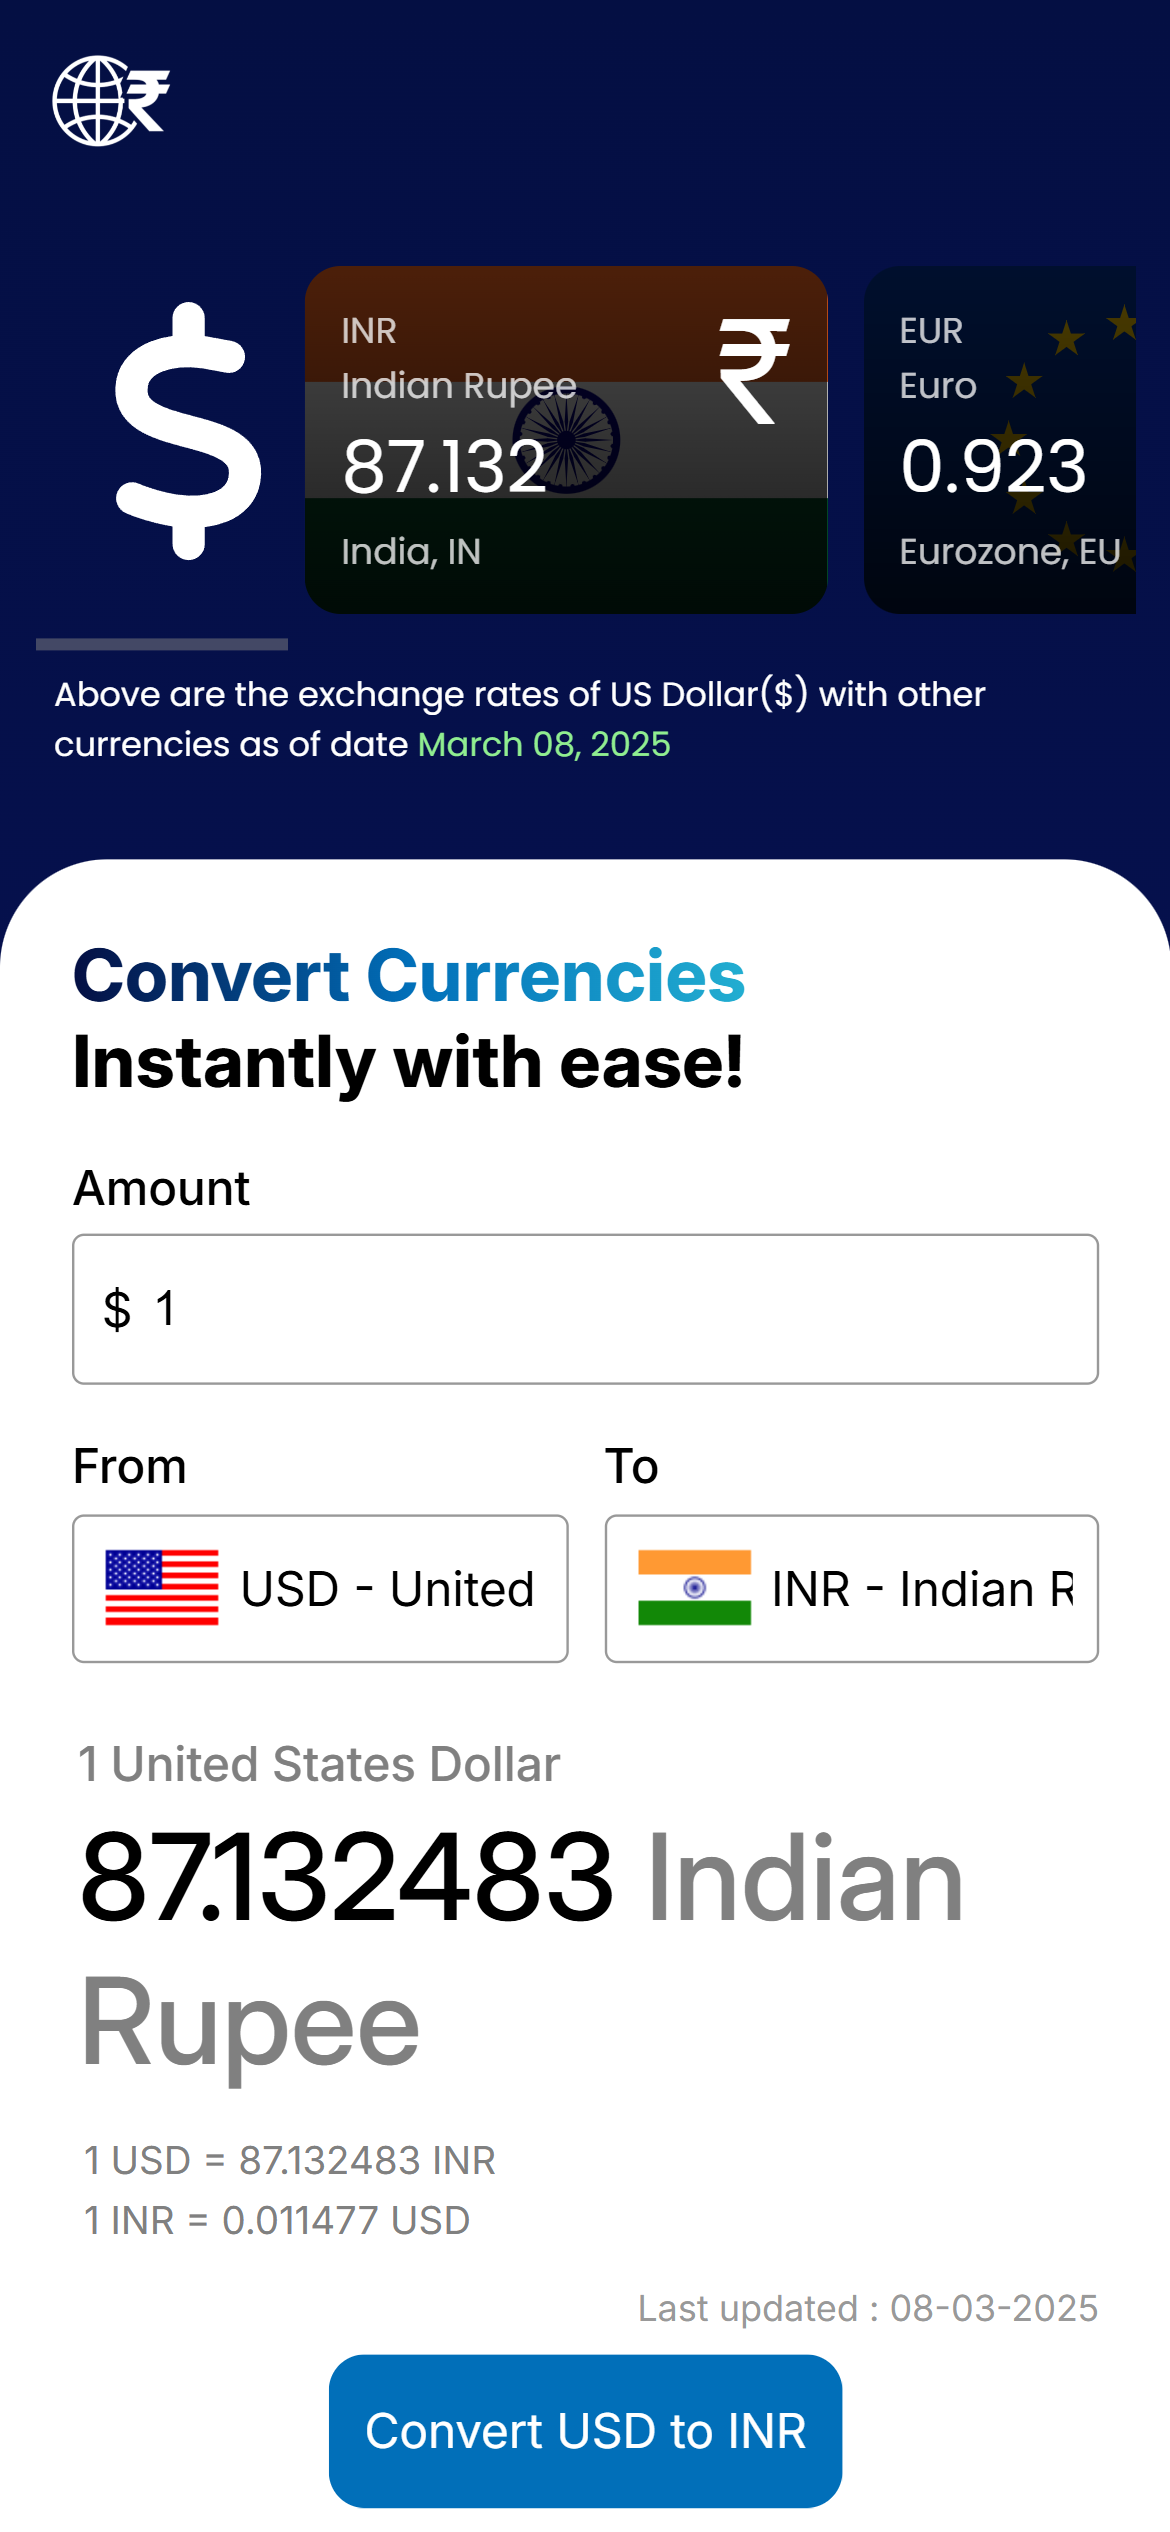 INR
Indian Rupee
₹
87.132
India, IN
EUR
Euro
0.923
Eurozone, EU
$
Above are the exchange rates of US Dollar($) with other
currencies as of date March 08, 2025
Convert Currencies
Instantly with ease!
Amount
$ 1
From
To
USD - United
INR - Indian R
1 United States Dollar
87.132483 Indian
Rupee
1 USD = 87.132483 INR
1 INR = 0.011477 USD
Last updated : 08-03-2025
Convert USD to INR